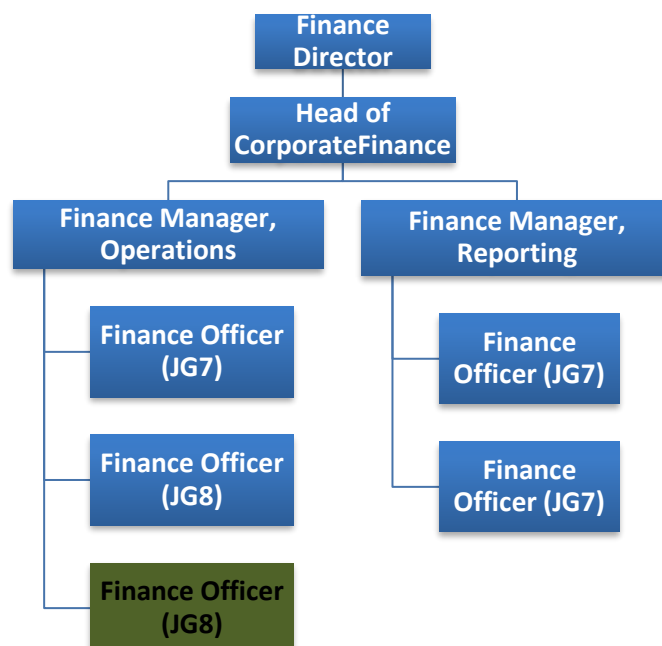 Finance
Director
Head of
CorporateFinance
Finance Manager,
Operations
Finance Manager,
Reporting
Finance Officer
(JG7)
Finance
Officer (JG7)
Finance Officer
(JG8)
Finance
Officer (JG7)
Finance Officer
(JG8)